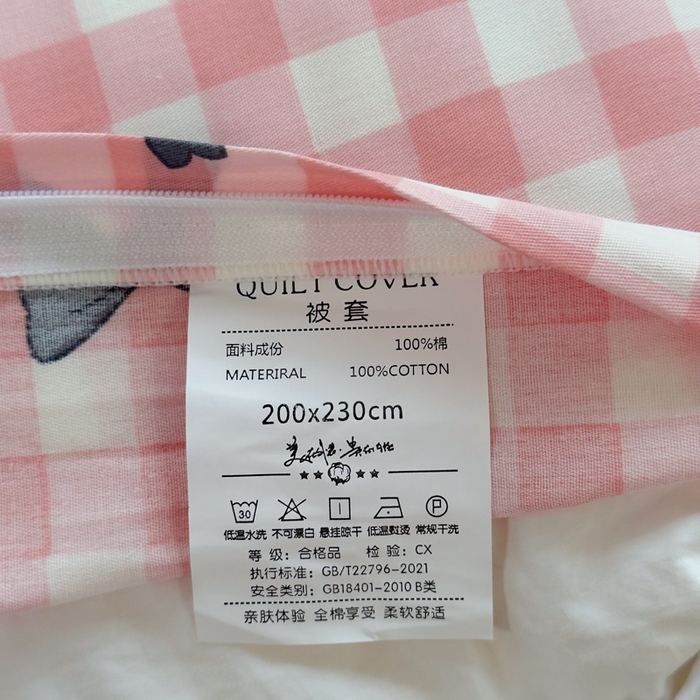 QUILT COVER
被套
面料成份 100%棉
MATERIRAL 100%COTTON
200x230cm
30 P
低温水洗 不可漂白 悬挂晾干 低温熨烫 常规干洗
等 级：合格品 检 验：CX
执行标准：GB/T22796-2021
安全类别：GB18401-2010 B类
亲肤体验 全棉享受 柔软舒适